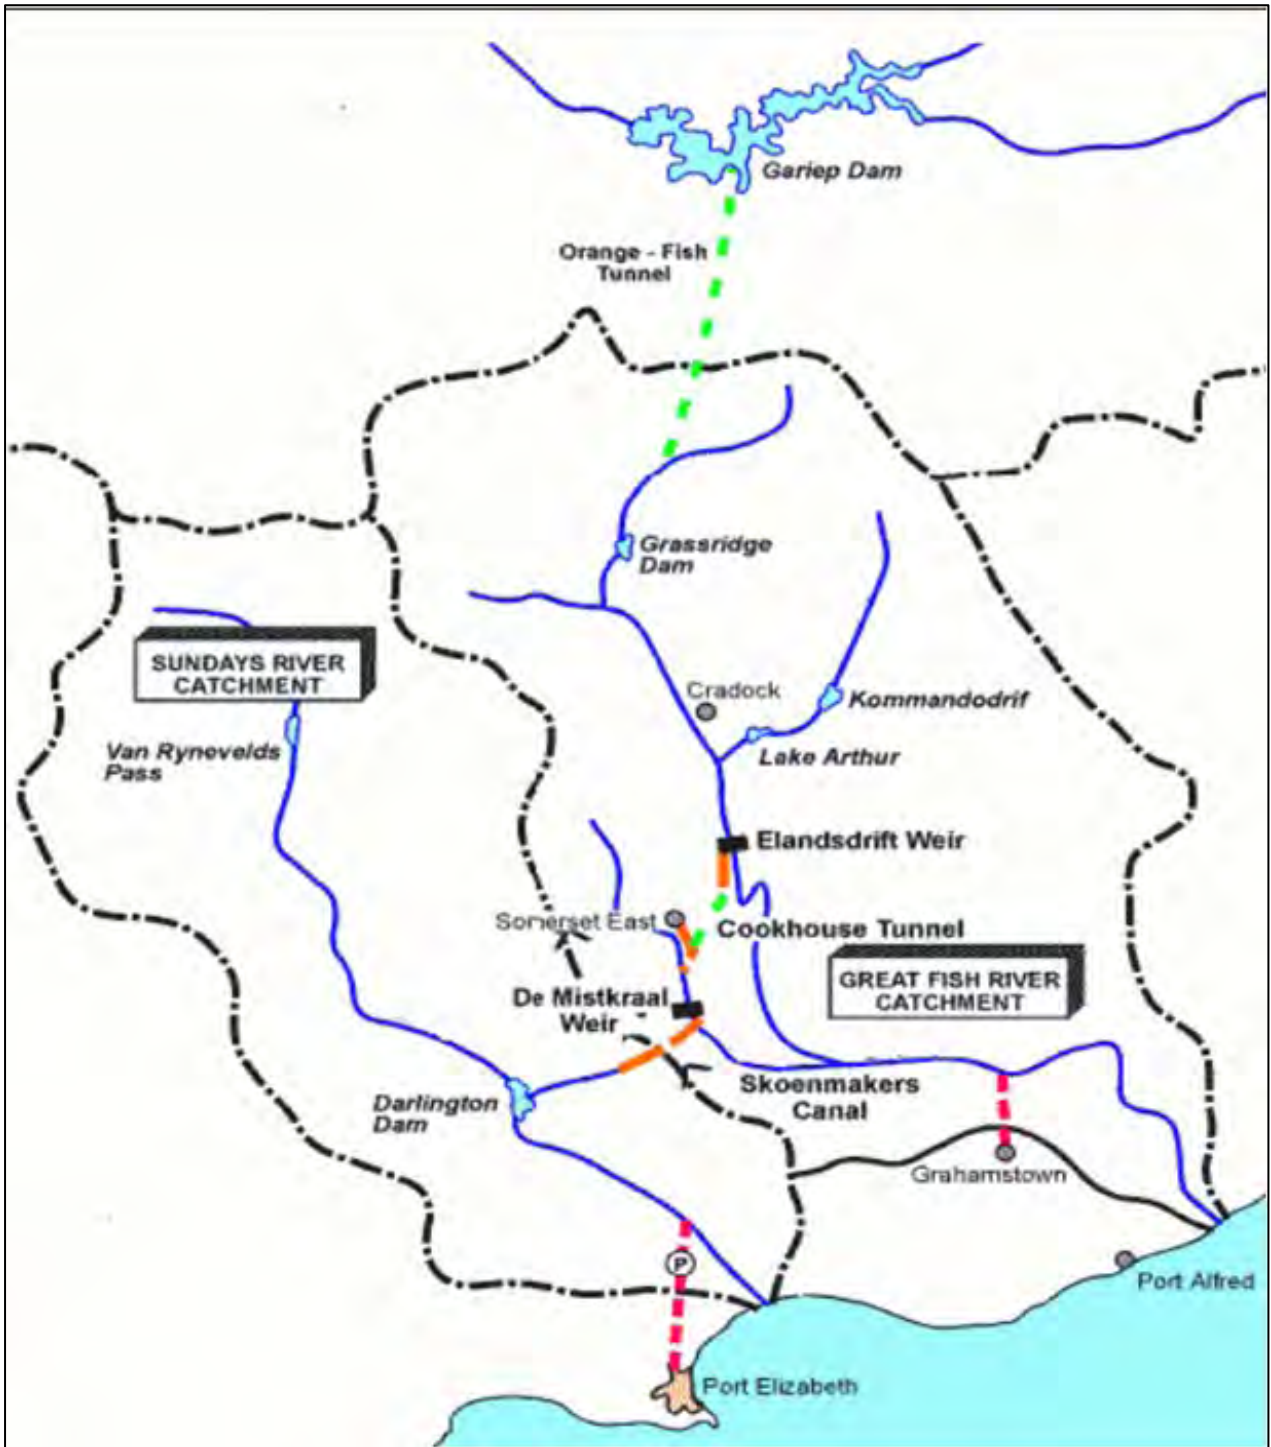 Gariep Dam
Orange - Fish
Tunnel
Grassridge
Dam
SUNDAYS RIVER
CATCHMENT
Cradock
Kommandodrif
Van Rynevelds
Pass
Lake Arthur
Elandsdrift Weir
Somerset East
Cookhouse Tunnel
GREAT FISH RIVER
CATCHMENT
De Mistkraal
Weir
Skoenmakers
Canal
Darlington
Dam
Grahamstown
P
Port Alfred
Port Elizabeth